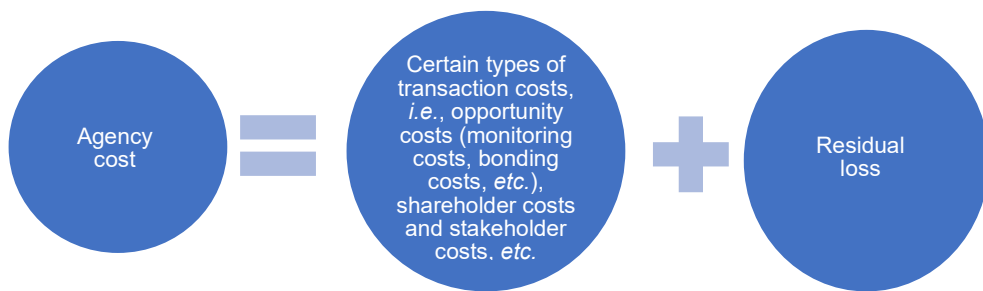 Agency
cost
Certain types of
transaction costs,
i.e., opportunity
costs (monitoring
costs, bonding
costs, etc.),
shareholder costs
and stakeholder
costs, etc.
Residual
loss